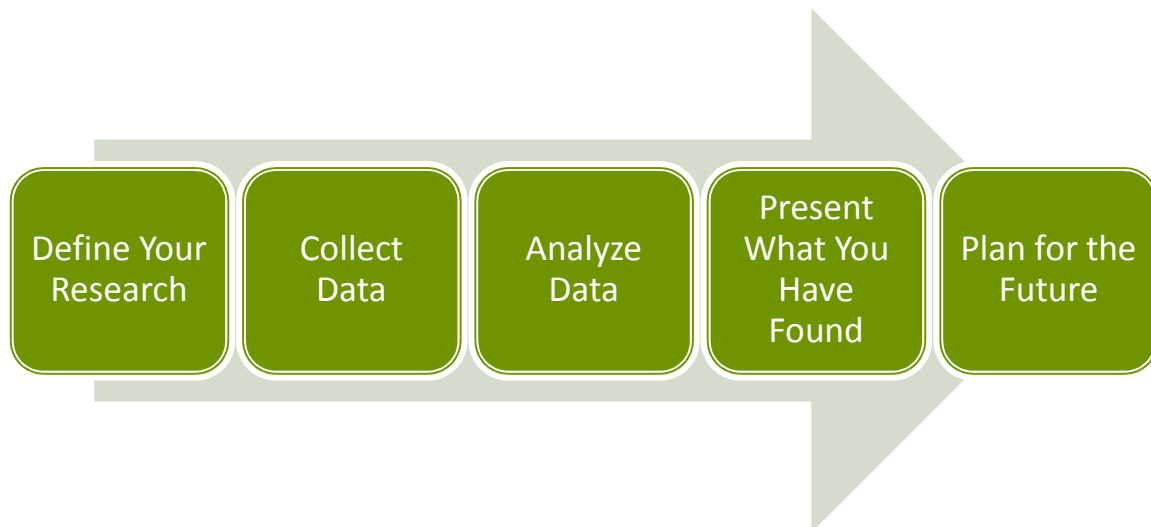 Define Your
Research
Collect
Data
Analyze
Data
Present
What You
Have
Found
Plan for the
Future